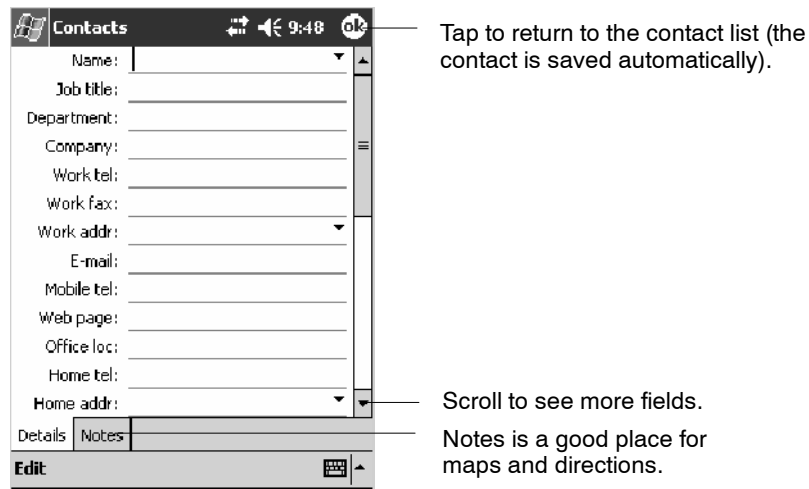 Contacts 9:48 ok
Tap to return to the contact list (the
contact is saved automatically).
Name:
Job title:
Department:
Company:
Work tel:
Work fax:
Work addr:
E-mail:
Mobile tel:
Web page:
Office loc:
Home tel:
Home addr:
Scroll to see more fields.
Details Notes
Notes is a good place for
maps and directions.
Edit